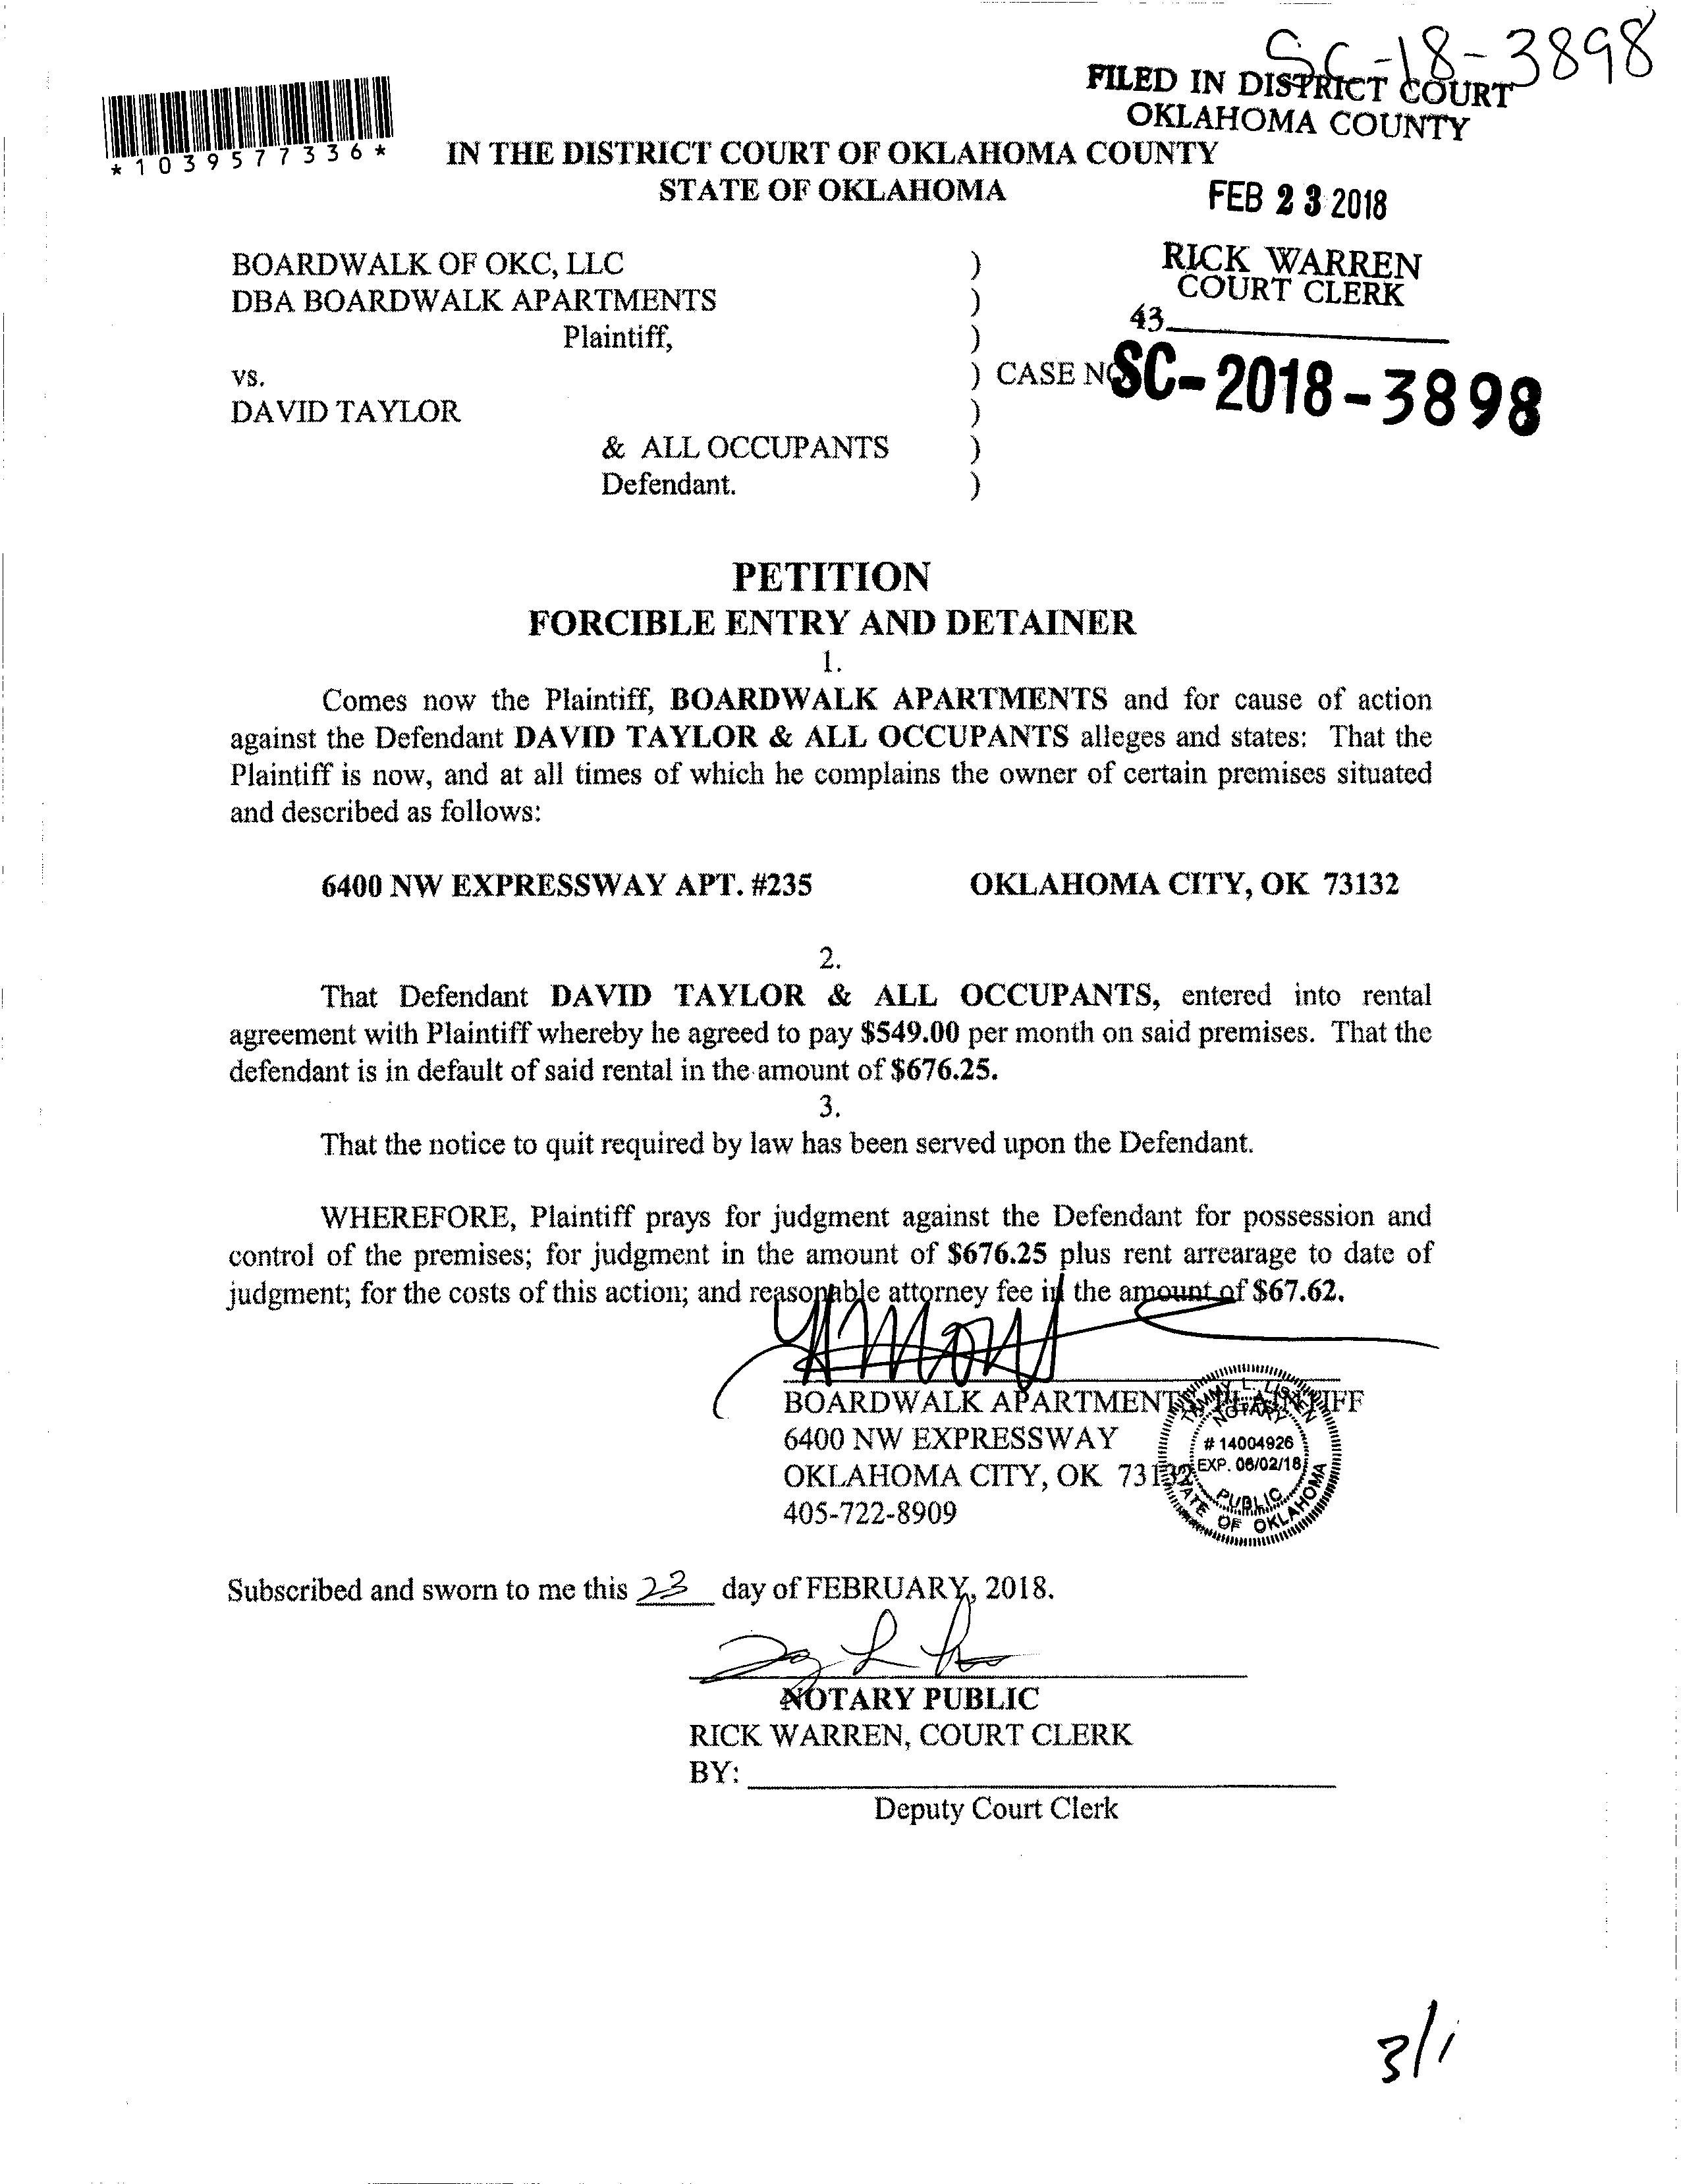 SC-18-3898
FILED IN DISTRICT COURT
OKLAHOMA COUNTY
*1039577336*
IN THE DISTRICT COURT OF OKLAHOMA COUNTY
STATE OF OKLAHOMA
FEB 23 2018
RICK WARREN
COURT CLERK
43
BOARDWALK OF OKC, LLC )
DBA BOARDWALK APARTMENTS )
Plaintiff, )
vs. ) CASE NO SC-2018-3898
DAVID TAYLOR )
& ALL OCCUPANTS )
Defendant. )
PETITION
FORCIBLE ENTRY AND DETAINER
1.
Comes now the Plaintiff, BOARDWALK APARTMENTS and for cause of action
against the Defendant DAVID TAYLOR & ALL OCCUPANTS alleges and states: That the
Plaintiff is now, and at all times of which he complains the owner of certain premises situated
and described as follows:
6400 NW EXPRESSWAY APT. #235 OKLAHOMA CITY, OK 73132
2.
That Defendant DAVID TAYLOR & ALL OCCUPANTS, entered into rental
agreement with Plaintiff whereby he agreed to pay $549.00 per month on said premises. That the
defendant is in default of said rental in the amount of $676.25.
3.
That the notice to quit required by law has been served upon the Defendant.
WHEREFORE, Plaintiff prays for judgment against the Defendant for possession and
control of the premises; for judgment in the amount of $676.25 plus rent arrearage to date of
judgment; for the costs of this action; and reasonable attorney fee in the amount of $67.62.
BOARDWALK APARTMENTS, PLAINTIFF
6400 NW EXPRESSWAY
OKLAHOMA CITY, OK 73132
405-722-8909
TAMMY L.
NOTARY
# 14004926
EXP. 06/02/18
PUBLIC
STATE OF OKLAHOMA
Subscribed and sworn to me this 23 day of FEBRUARY, 2018.
NOTARY PUBLIC
RICK WARREN, COURT CLERK
BY:
Deputy Court Clerk
3/1